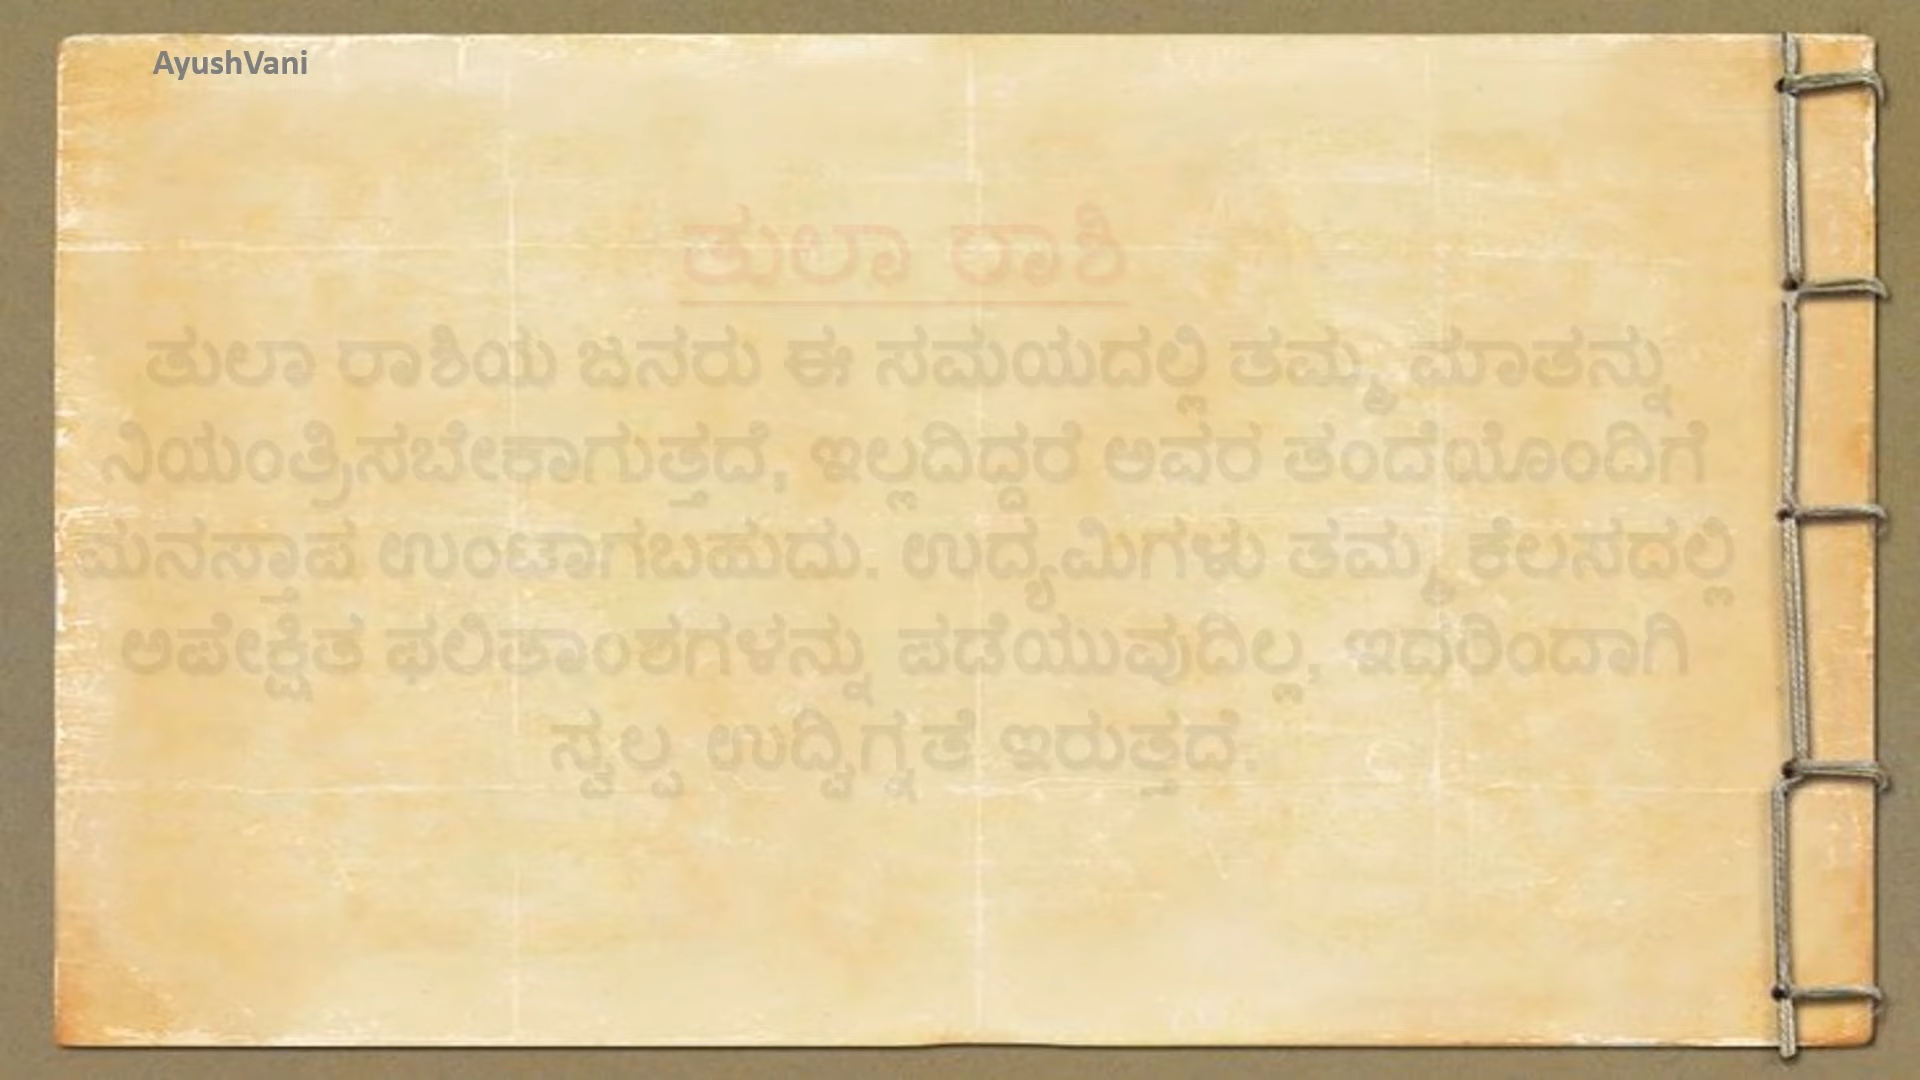 AyushVani
ತುಲಾ ರಾಶಿ
ತುಲಾ ರಾಶಿಯ ಜನರು ಈ ಸಮಯದಲ್ಲಿ ತಮ್ಮ ಮಾತನ್ನು
ನಿಯಂತ್ರಿಸಬೇಕಾಗುತ್ತದೆ, ಇಲ್ಲದಿದ್ದರೆ ಅವರ ತಂದೆಯೊಂದಿಗೆ
ಮನಸ್ತಾಪ ಉಂಟಾಗಬಹುದು. ಉದ್ಯಮಿಗಳು ತಮ್ಮ ಕೆಲಸದಲ್ಲಿ
ಅಪೇಕ್ಷಿತ ಫಲಿತಾಂಶಗಳನ್ನು ಪಡೆಯುವುದಿಲ್ಲ, ಇದರಿಂದಾಗಿ
ಸ್ವಲ್ಪ ಉದ್ವಿಗ್ನತೆ ಇರುತ್ತದೆ.